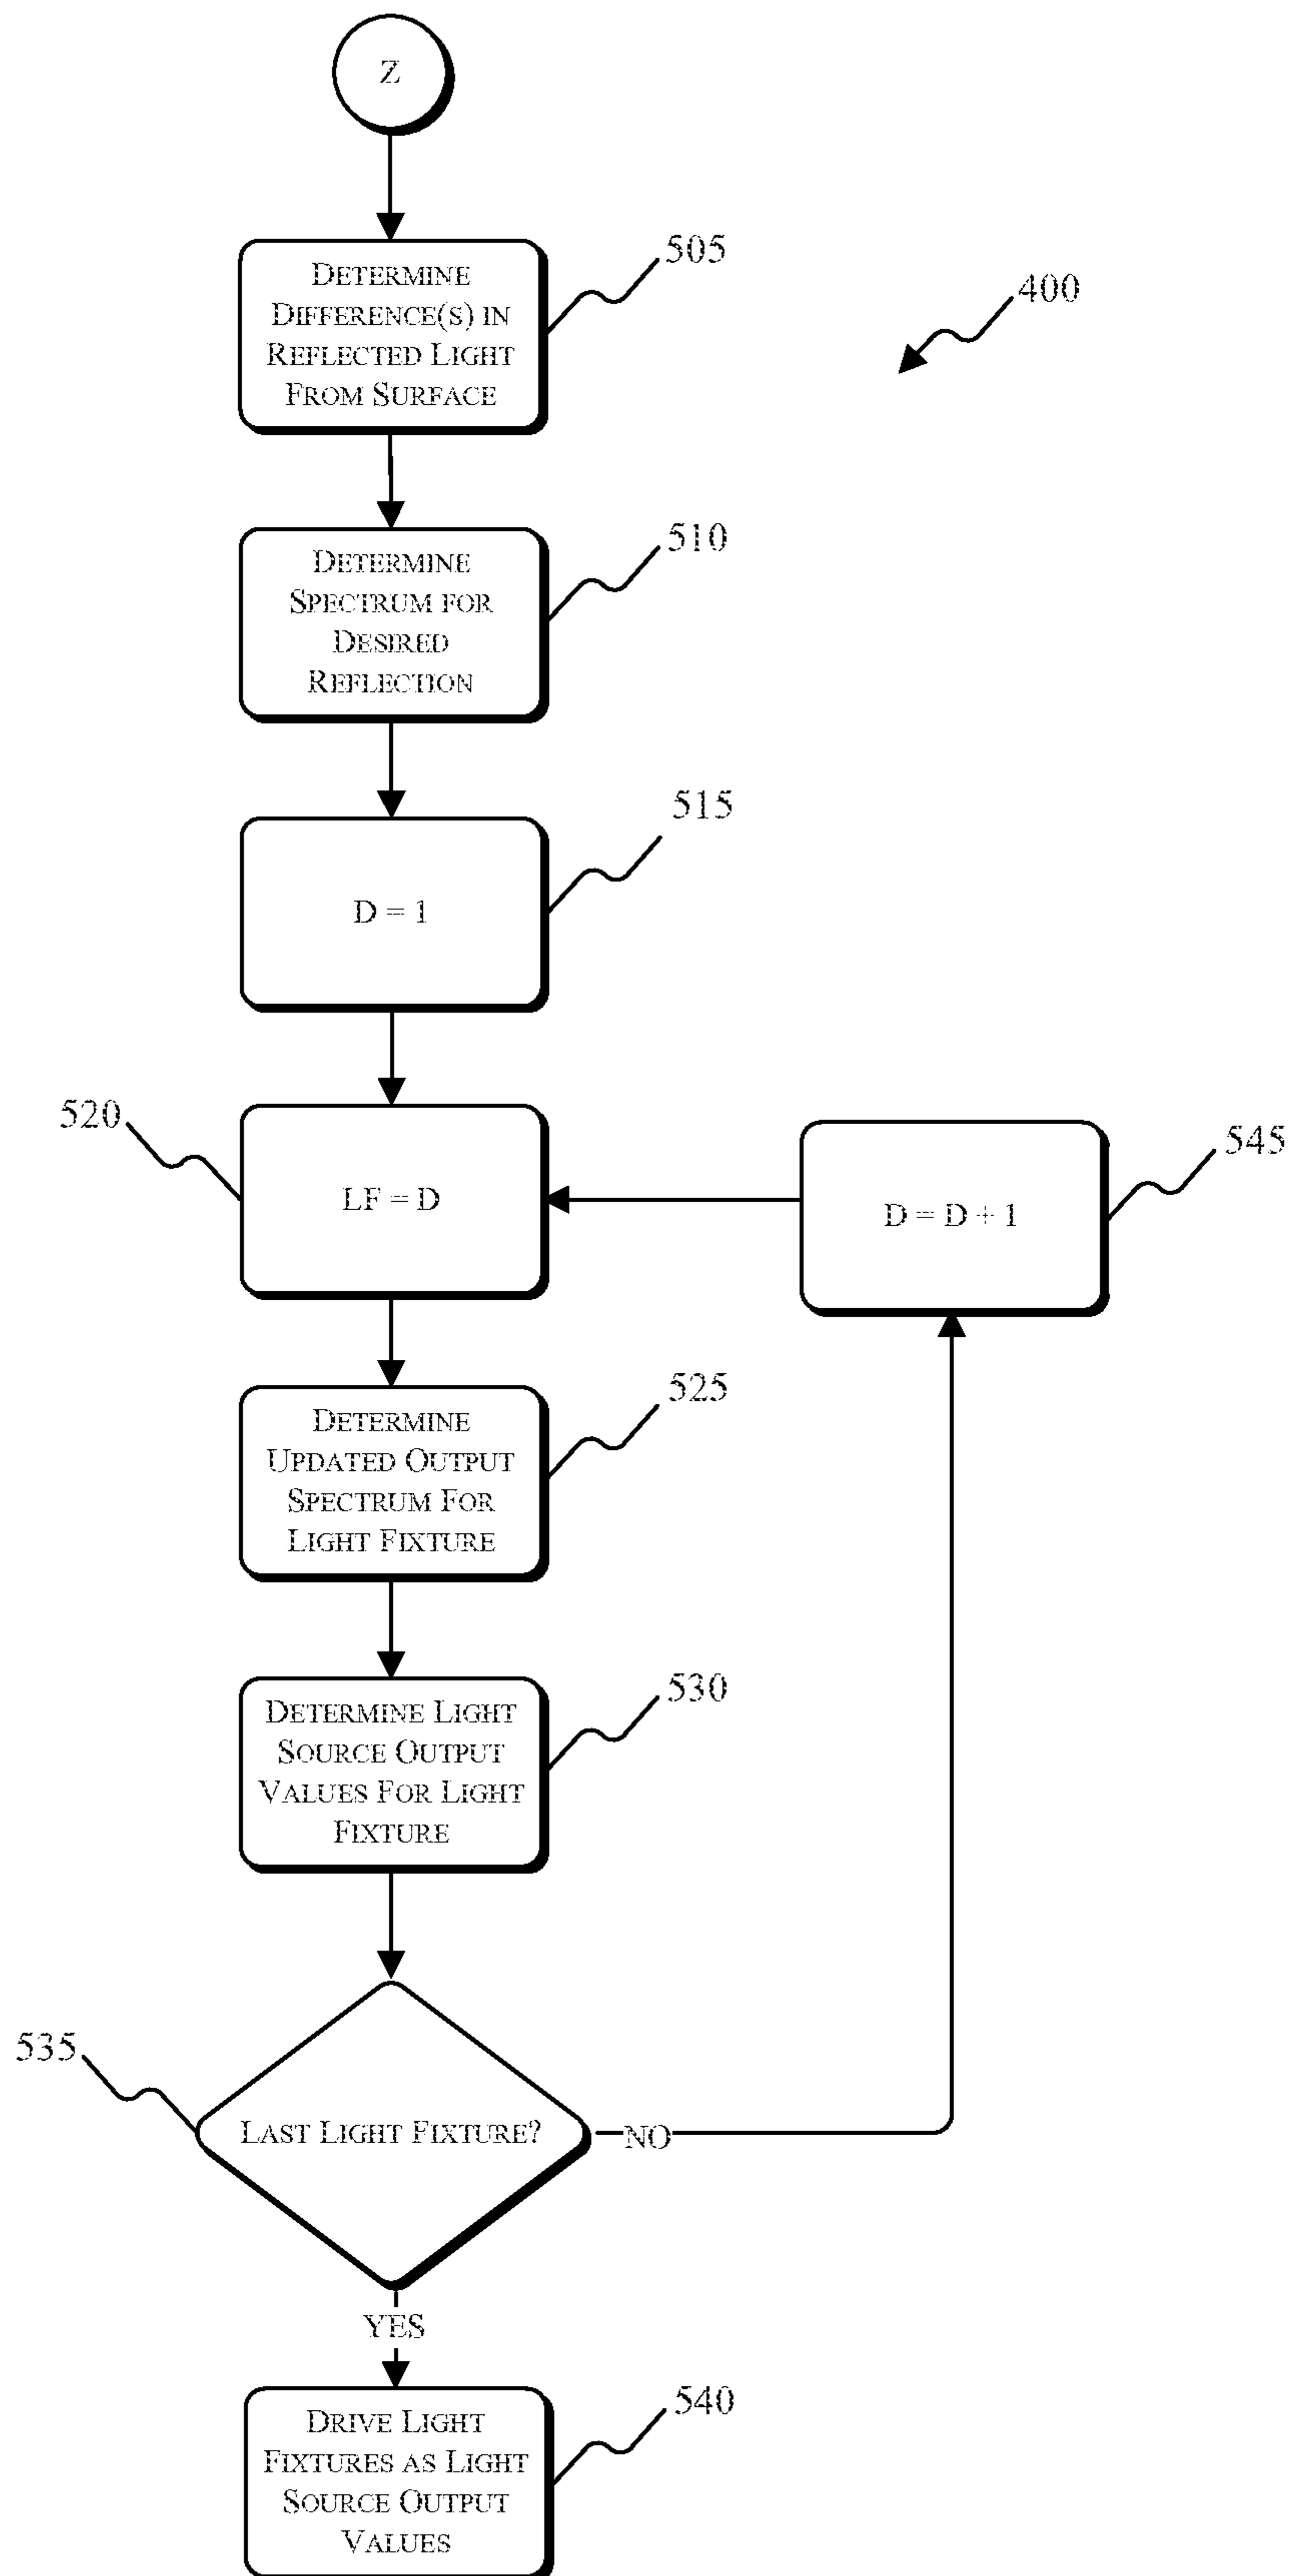 Z
DETERMINE
DIFFERENCE(S) IN
REFLECTED LIGHT
FROM SURFACE
505
400
DETERMINE
SPECTRUM FOR
DESIRED
REFLECTION
510
D = 1
515
520
LF = D
D = D + 1
545
DETERMINE
UPDATED OUTPUT
SPECTRUM FOR
LIGHT FIXTURE
525
DETERMINE LIGHT
SOURCE OUTPUT
VALUES FOR LIGHT
FIXTURE
530
535
LAST LIGHT FIXTURE?
NO
YES
DRIVE LIGHT
FIXTURES AS LIGHT
SOURCE OUTPUT
VALUES
540